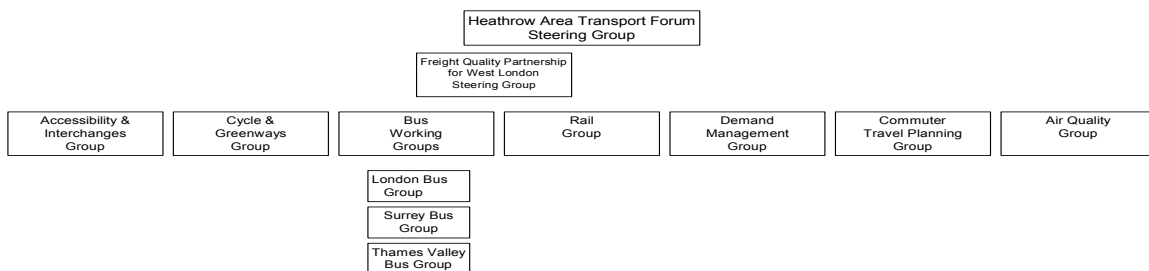 Heathrow Area Transport Forum
Steering Group
Freight Quality Partnership
for West London
Steering Group
Accessibility &
Interchanges
Group
Cycle &
Greenways
Group
Bus
Working
Groups
Rail
Group
Demand
Management
Group
Commuter
Travel Planning
Group
Air Quality
Group
London Bus
Group
Surrey Bus
Group
Thames Valley
Bus Group